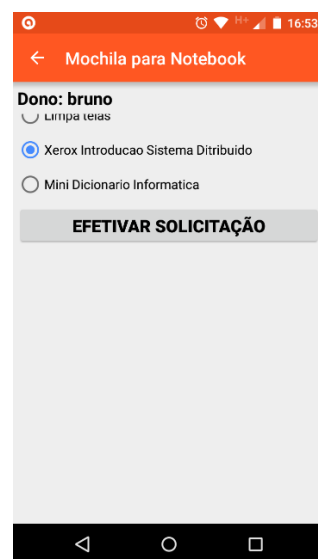 H+ 16:53
Mochila para Notebook
Dono: bruno
Limpa telas
Xerox Introducao Sistema Ditribuido
Mini Dicionario Informatica
EFETIVAR SOLICITAÇÃO